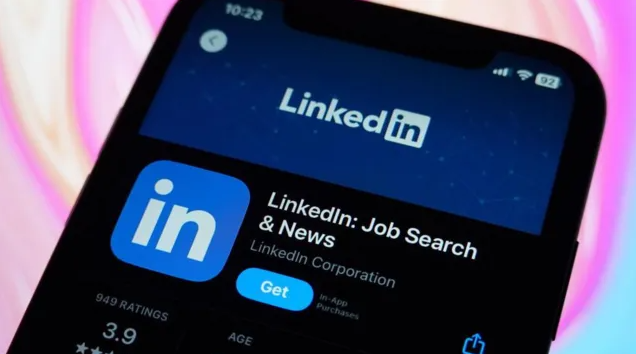 10:23
92
LinkedIn
in
LinkedIn: Job Search
& News
LinkedIn Corporation
Get
In-App
Purchases
949 RATINGS
3.9
AGE